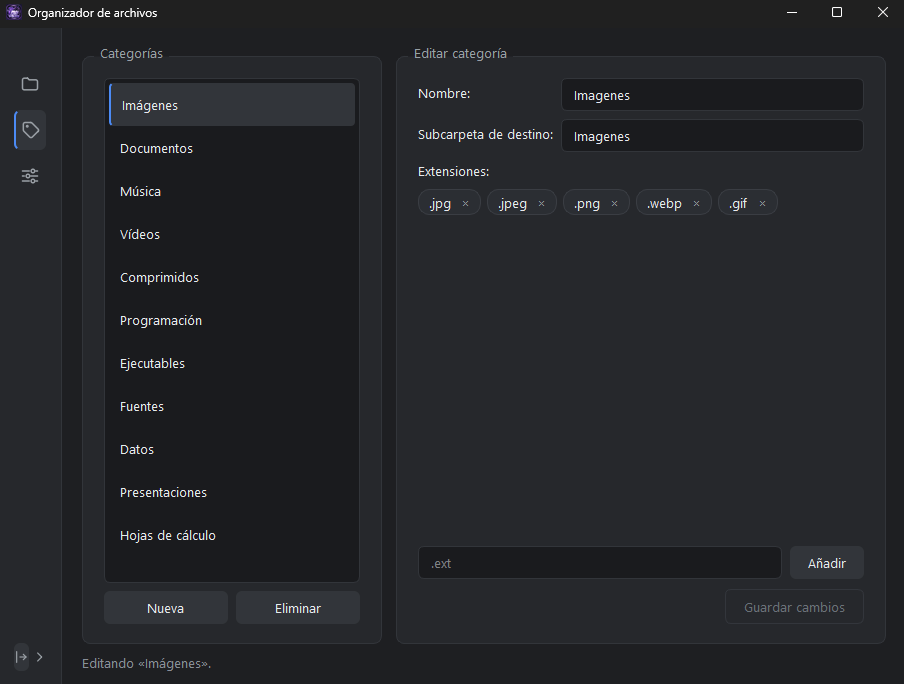 Organizador de archivos
Categorías
Imágenes
Documentos
Música
Vídeos
Comprimidos
Programación
Ejecutables
Fuentes
Datos
Presentaciones
Hojas de cálculo
Nueva Eliminar
Editar categoría
Nombre: Imagenes
Subcarpeta de destino: Imagenes
Extensiones:
.jpg × .jpeg × .png × .webp × .gif ×
.ext Añadir
Guardar cambios
Editando «Imágenes».